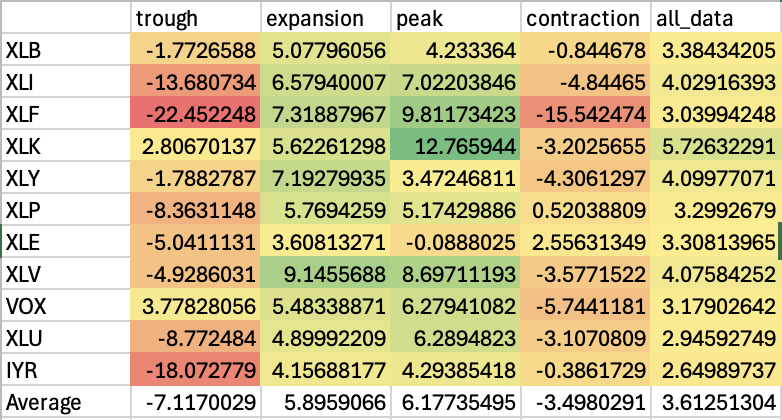 trough expansion peak contraction all_data
XLB -1.7726588 5.07796056 4.233364 -0.844678 3.38434205
XLI -13.680734 6.57940007 7.02203846 -4.84465 4.02916393
XLF -22.452248 7.31887967 9.81173423 -15.542474 3.03994248
XLK 2.80670137 5.62261298 12.765944 -3.2025655 5.72632291
XLY -1.7882787 7.19279935 3.47246811 -4.3061297 4.09977071
XLP -8.3631148 5.7694259 5.17429886 0.52038809 3.2992679
XLE -5.0411131 3.60813271 -0.0888025 2.55631349 3.30813965
XLV -4.9286031 9.1455688 8.69711193 -3.5771522 4.07584252
VOX 3.77828056 5.48338871 6.27941082 -5.7441181 3.17902642
XLU -8.772484 4.89992209 6.2894823 -3.1070809 2.94592749
IYR -18.072779 4.15688177 4.29385418 -0.3861729 2.64989737
Average -7.1170029 5.8959066 6.17735495 -3.4980291 3.61251304